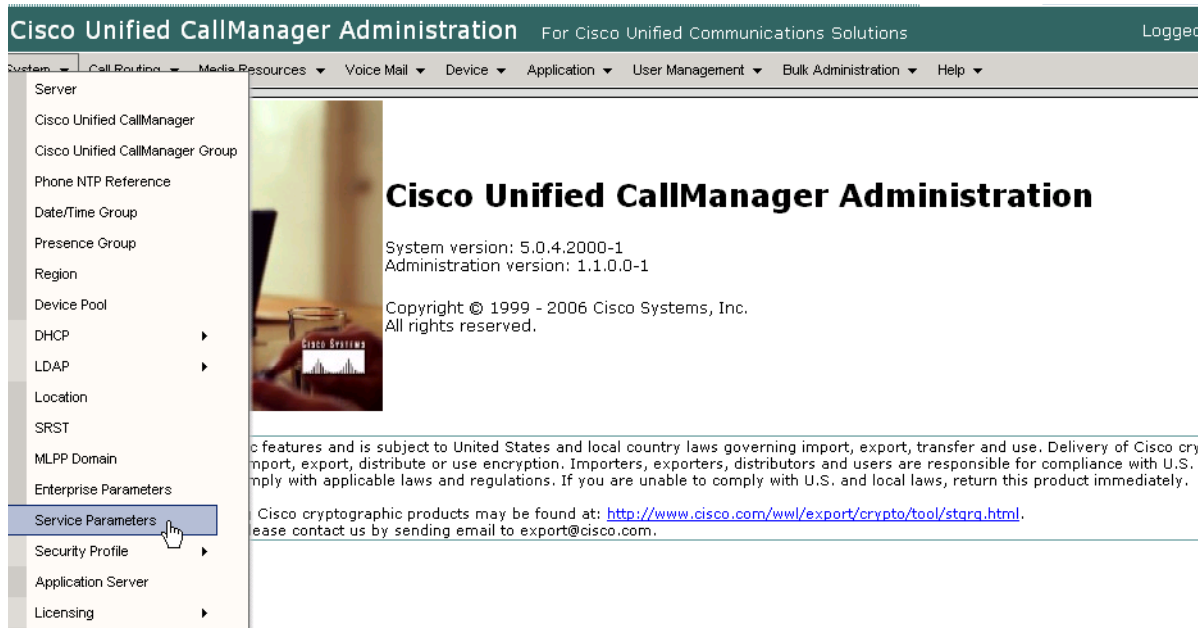 Cisco Unified CallManager Administration For Cisco Unified Communications Solutions Logged
System Call Routing Media Resources Voice Mail Device Application User Management Bulk Administration Help
Server
Cisco Unified CallManager
Cisco Unified CallManager Group
Phone NTP Reference
Date/Time Group
Presence Group
Region
Device Pool
DHCP
LDAP
Location
SRST
MLPP Domain
Enterprise Parameters
Service Parameters
Security Profile
Application Server
Licensing
CISCO SYSTEMS
Cisco Unified CallManager Administration
System version: 5.0.4.2000-1
Administration version: 1.1.0.0-1
Copyright © 1999 - 2006 Cisco Systems, Inc.
All rights reserved.
c features and is subject to United States and local country laws governing import, export, transfer and use. Delivery of Cisco cry
mport, export, distribute or use encryption. Importers, exporters, distributors and users are responsible for compliance with U.S.
mply with applicable laws and regulations. If you are unable to comply with U.S. and local laws, return this product immediately.
Cisco cryptographic products may be found at: http://www.cisco.com/wwl/export/crypto/tool/stqrg.html.
ease contact us by sending email to export@cisco.com.